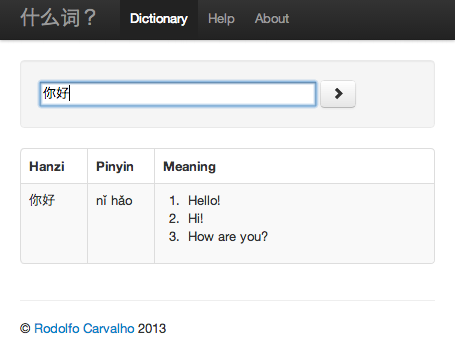 什么词？ Dictionary Help About
你好
Hanzi Pinyin Meaning
你好 nǐ hǎo 1. Hello!
2. Hi!
3. How are you?
© Rodolfo Carvalho 2013